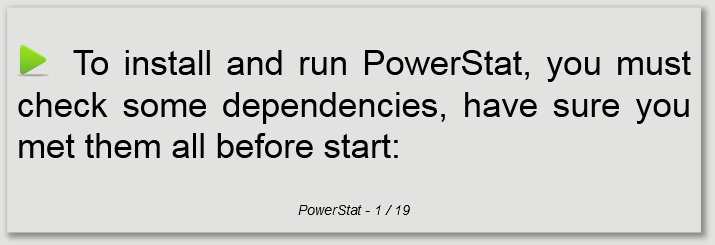 To install and run PowerStat, you must
check some dependencies, have sure you
met them all before start:
PowerStat - 1 / 19